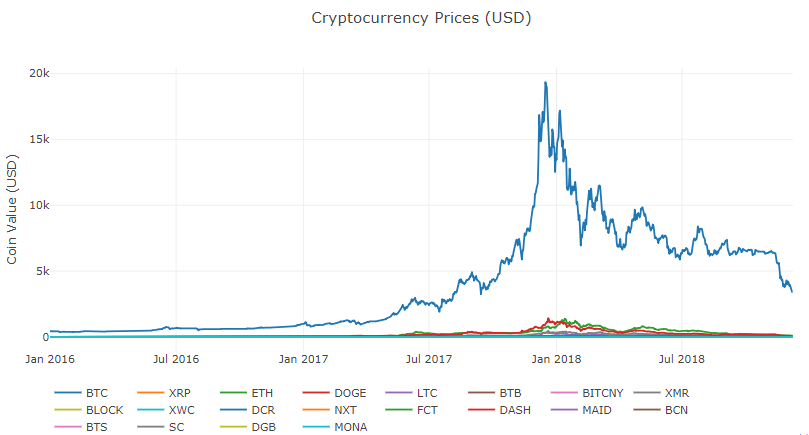 Cryptocurrency Prices (USD)
20k
15k
10k
5k
0
Coin Value (USD)
Jan 2016 Jul 2016 Jan 2017 Jul 2017 Jan 2018 Jul 2018
BTC XRP ETH DOGE LTC BTB BITCNY XMR
BLOCK XWC DCR NXT FCT DASH MAID BCN
BTS SC DGB MONA